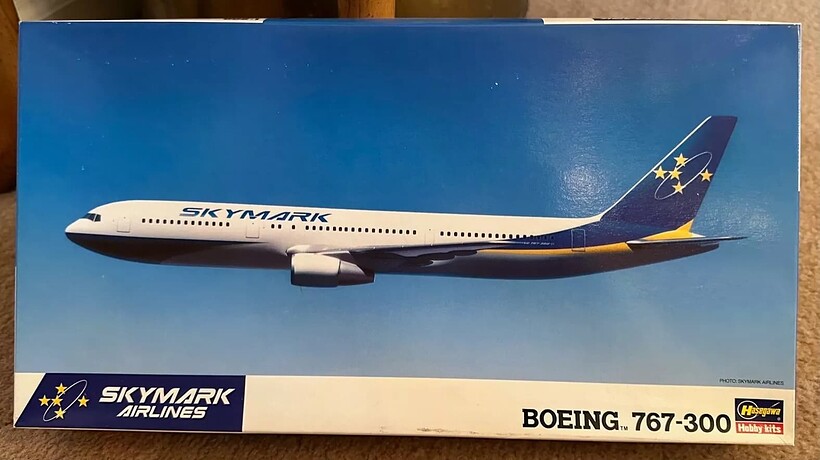 SKYMARK
PHOTO: SKYMARK AIRLINES
SKYMARK
AIRLINES
BOEING™ 767-300
Hasegawa
Hobby kits